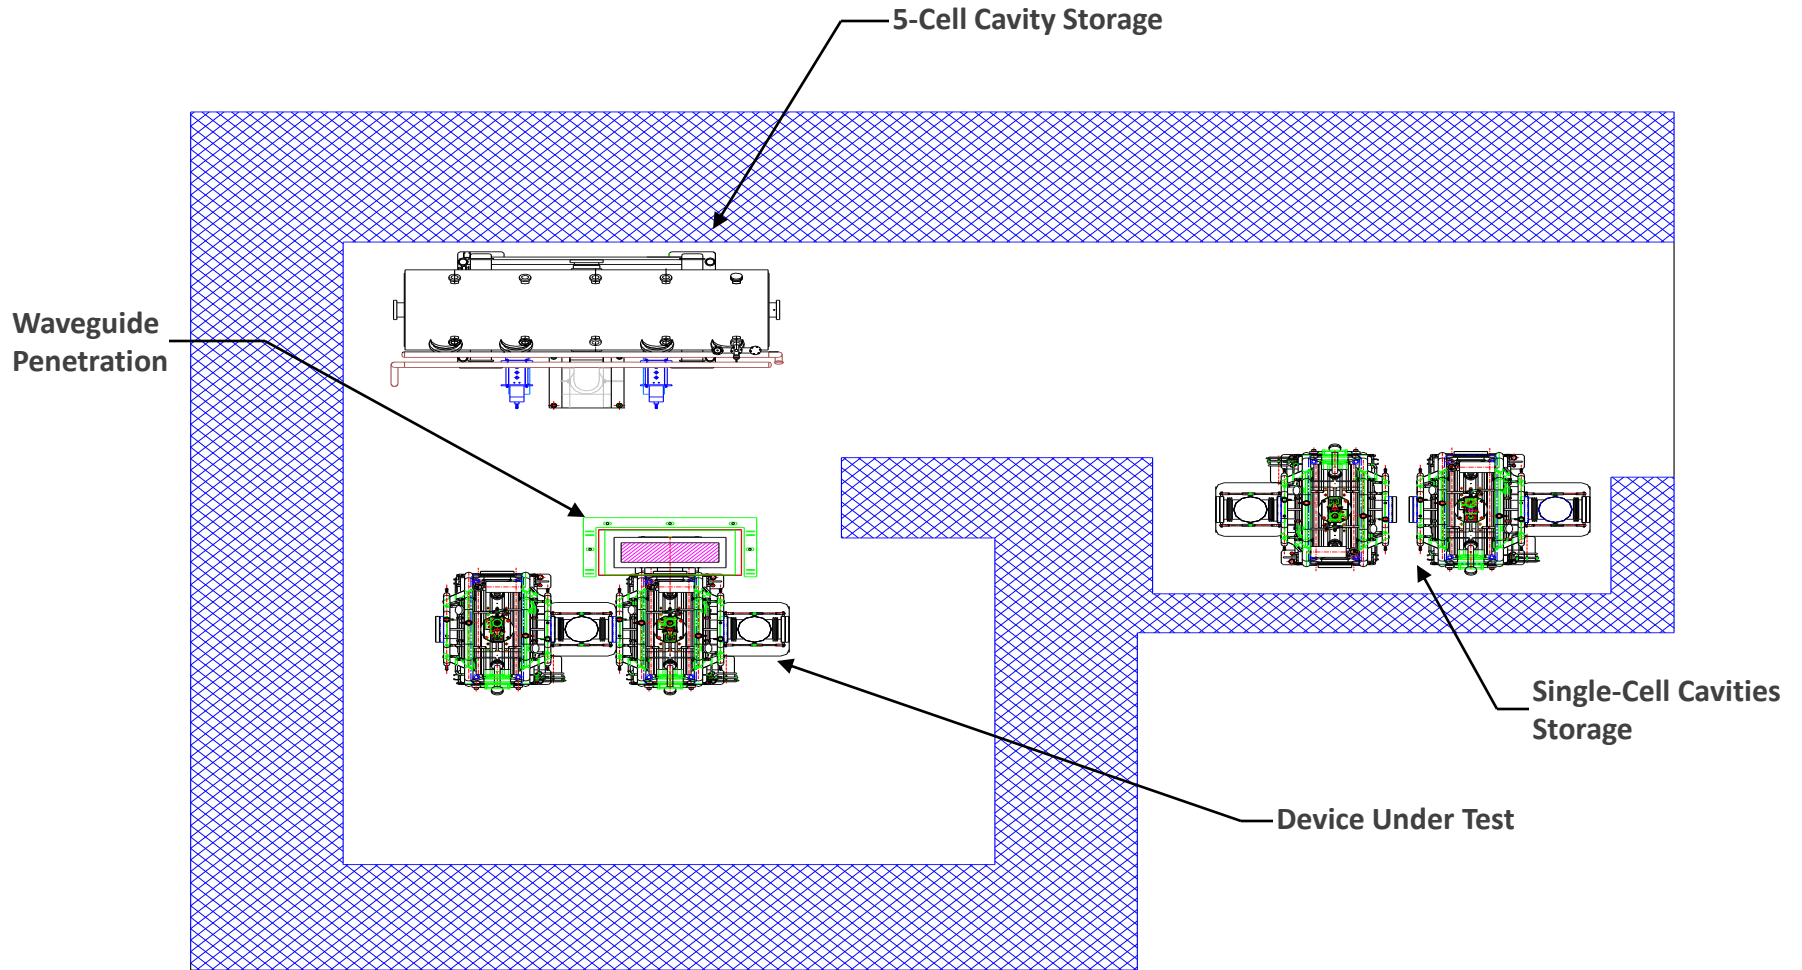 5-Cell Cavity Storage
Waveguide
Penetration
Single-Cell Cavities
Storage
Device Under Test